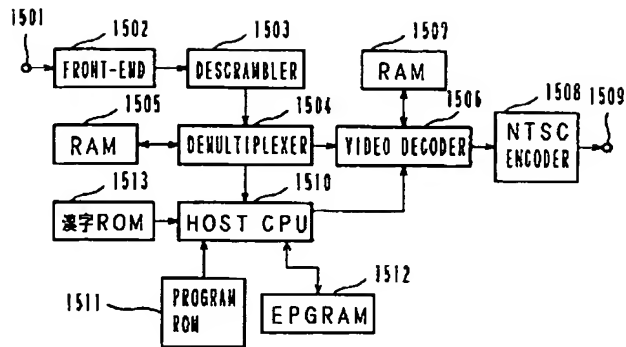 1501
1502
1503
1507
FRONT-END
DESCRAMBLER
RAM
1505
1504
1506
1508
1509
RAM
DEMULTIPLEXER
VIDEO DECODER
NTSC
ENCODER
1513
1510
漢字ROM
HOST CPU
1511
PROGRAM
ROM
1512
EPGRAM